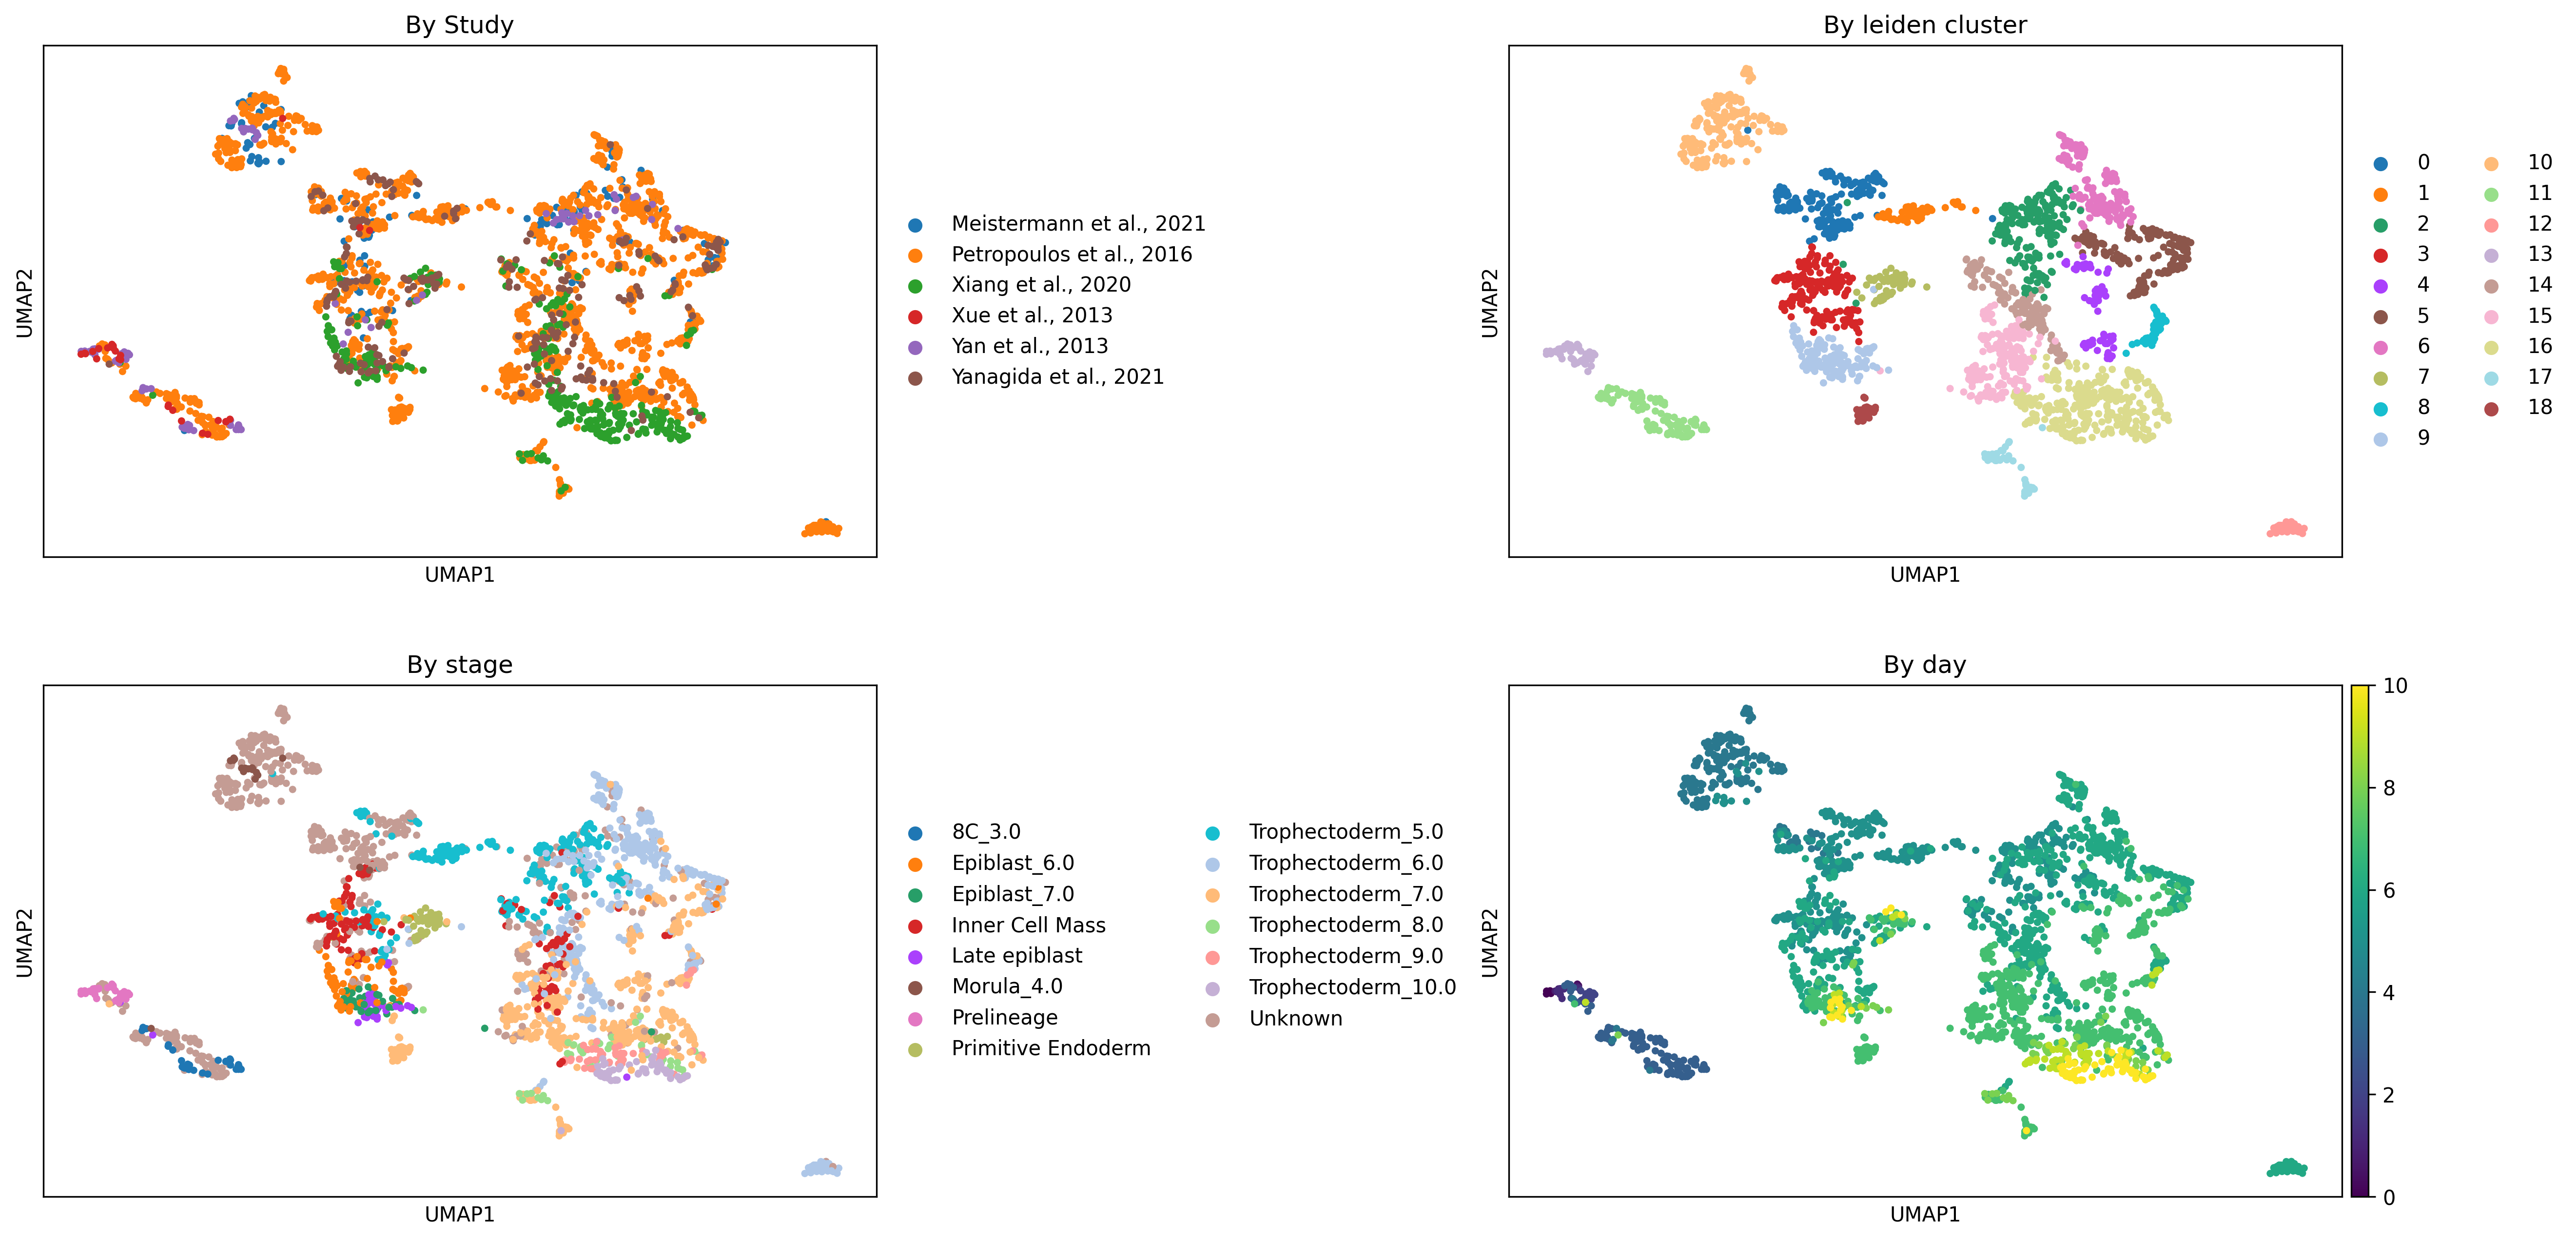 By Study
UMAP2
UMAP1
Meistermann et al., 2021
Petropoulos et al., 2016
Xiang et al., 2020
Xue et al., 2013
Yan et al., 2013
Yanagida et al., 2021
By leiden cluster
UMAP2
UMAP1
0
1
2
3
4
5
6
7
8
9
10
11
12
13
14
15
16
17
18
By stage
UMAP2
UMAP1
8C_3.0
Epiblast_6.0
Epiblast_7.0
Inner Cell Mass
Late epiblast
Morula_4.0
Prelineage
Primitive Endoderm
Trophectoderm_5.0
Trophectoderm_6.0
Trophectoderm_7.0
Trophectoderm_8.0
Trophectoderm_9.0
Trophectoderm_10.0
Unknown
By day
UMAP2
UMAP1
10
8
6
4
2
0